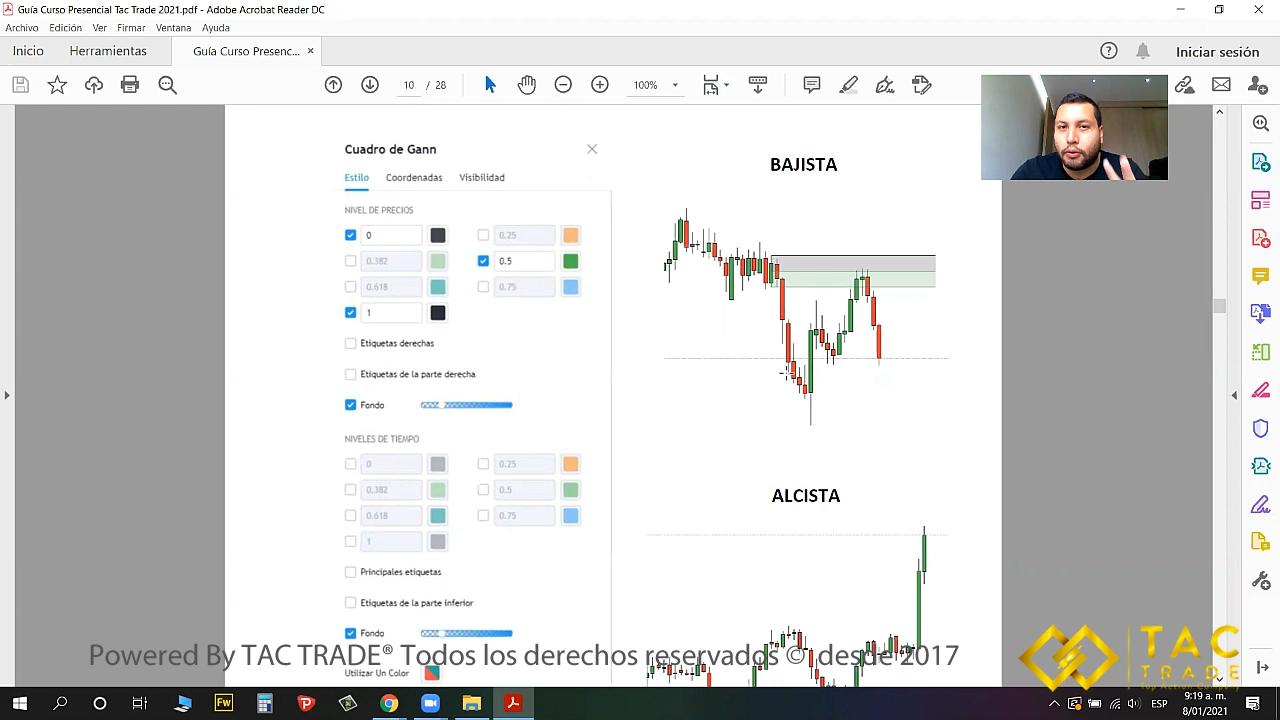 Guía Curso Presencial Tac Trade 2021.pdf - Adobe Acrobat Reader DC
Archivo Edición Ver Firmar Ventana Ayuda
Inicio Herramientas Guía Curso Presenc... × Iniciar sesión
10 / 28 100%
Cuadro de Gann
Estilo Coordenadas Visibilidad
NIVEL DE PRECIOS
0 0.25
0.382 0.5
0.618 0.75
1
Etiquetas derechas
Etiquetas de la parte derecha
Fondo
NIVELES DE TIEMPO
0 0.25
0.382 0.5
0.618 0.75
1
Principales etiquetas
Etiquetas de la parte inferior
Fondo
Utilizar Un Color
BAJISTA
ALCISTA
Powered By TAC TRADE® Todos los derechos reservados ©, desde 2017
TAC
TRADE®
Top Action Company
Fw
ESP
9:19 a. m.
8/01/2021